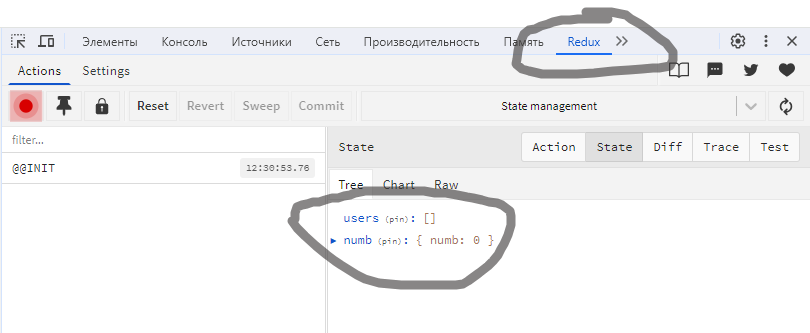 Элементы Консоль Источники Сеть Производительность Память Redux
Actions Settings
Reset Revert Sweep Commit State management
filter...
@@INIT 12:30:53.76
State Action State Diff Trace Test
Tree Chart Raw
users (pin): []
numb (pin): { numb: 0 }